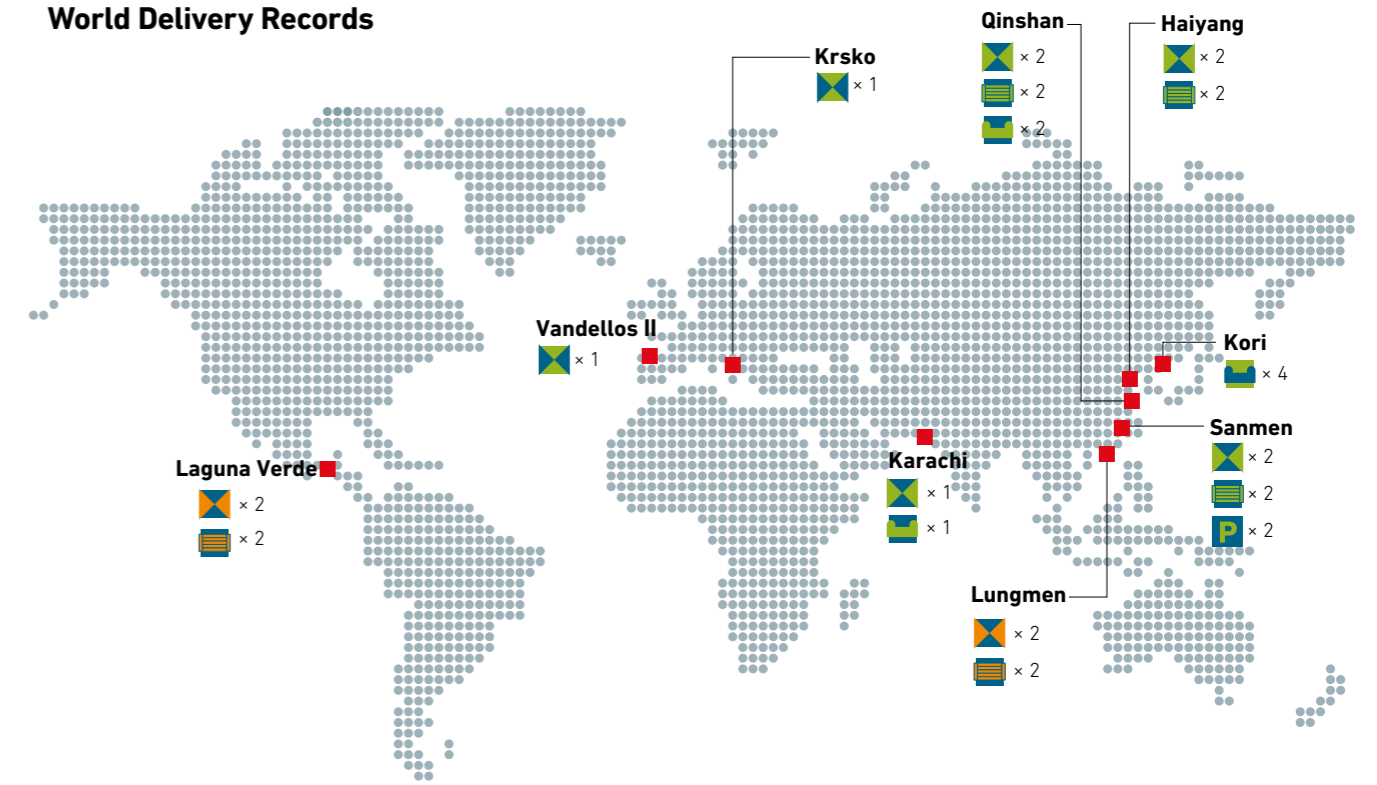 World Delivery Records
Qinshan
× 2
× 2
× 2
Haiyang
× 2
× 2
Krsko
× 1
Vandellos II
× 1
Kori
× 4
Sanmen
× 2
× 2
P × 2
Karachi
× 1
× 1
Laguna Verde
× 2
× 2
Lungmen
× 2
× 2